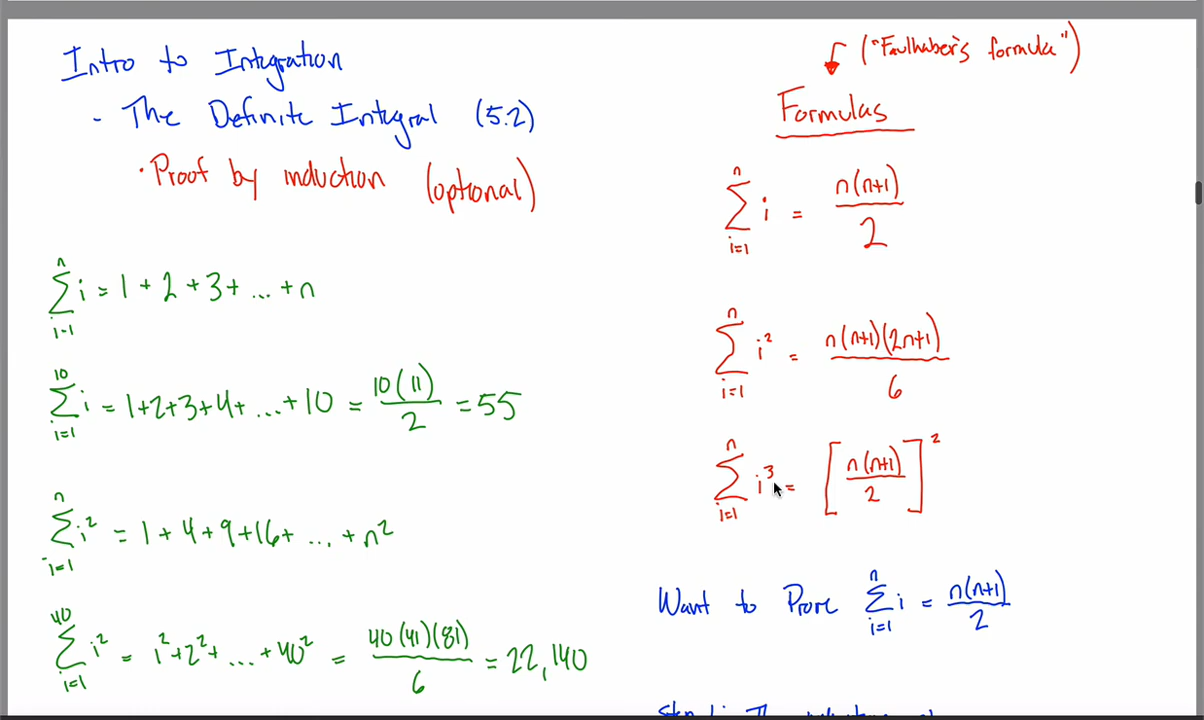 Intro to Integration
- The Definite Integral (5.2)
· Proof by induction (optional)
∑_{i=1}^{n} i = 1 + 2 + 3 + ... + n
∑_{i=1}^{10} i = 1+2+3+4+ ... +10 = 10(11)/2 = 55
∑_{i=1}^{n} i² = 1 + 4 + 9 + 16 + ... + n²
∑_{i=1}^{40} i² = 1² + 2² + ... + 40² = 40(41)(81)/6 = 22,140
("Faulhaber's formula")
Formulas
∑_{i=1}^{n} i = n(n+1)/2
∑_{i=1}^{n} i² = n(n+1)(2n+1)/6
∑_{i=1}^{n} i³ = [n(n+1)/2]²
Want to Prove ∑_{i=1}^{n} i = n(n+1)/2
Step 1: The